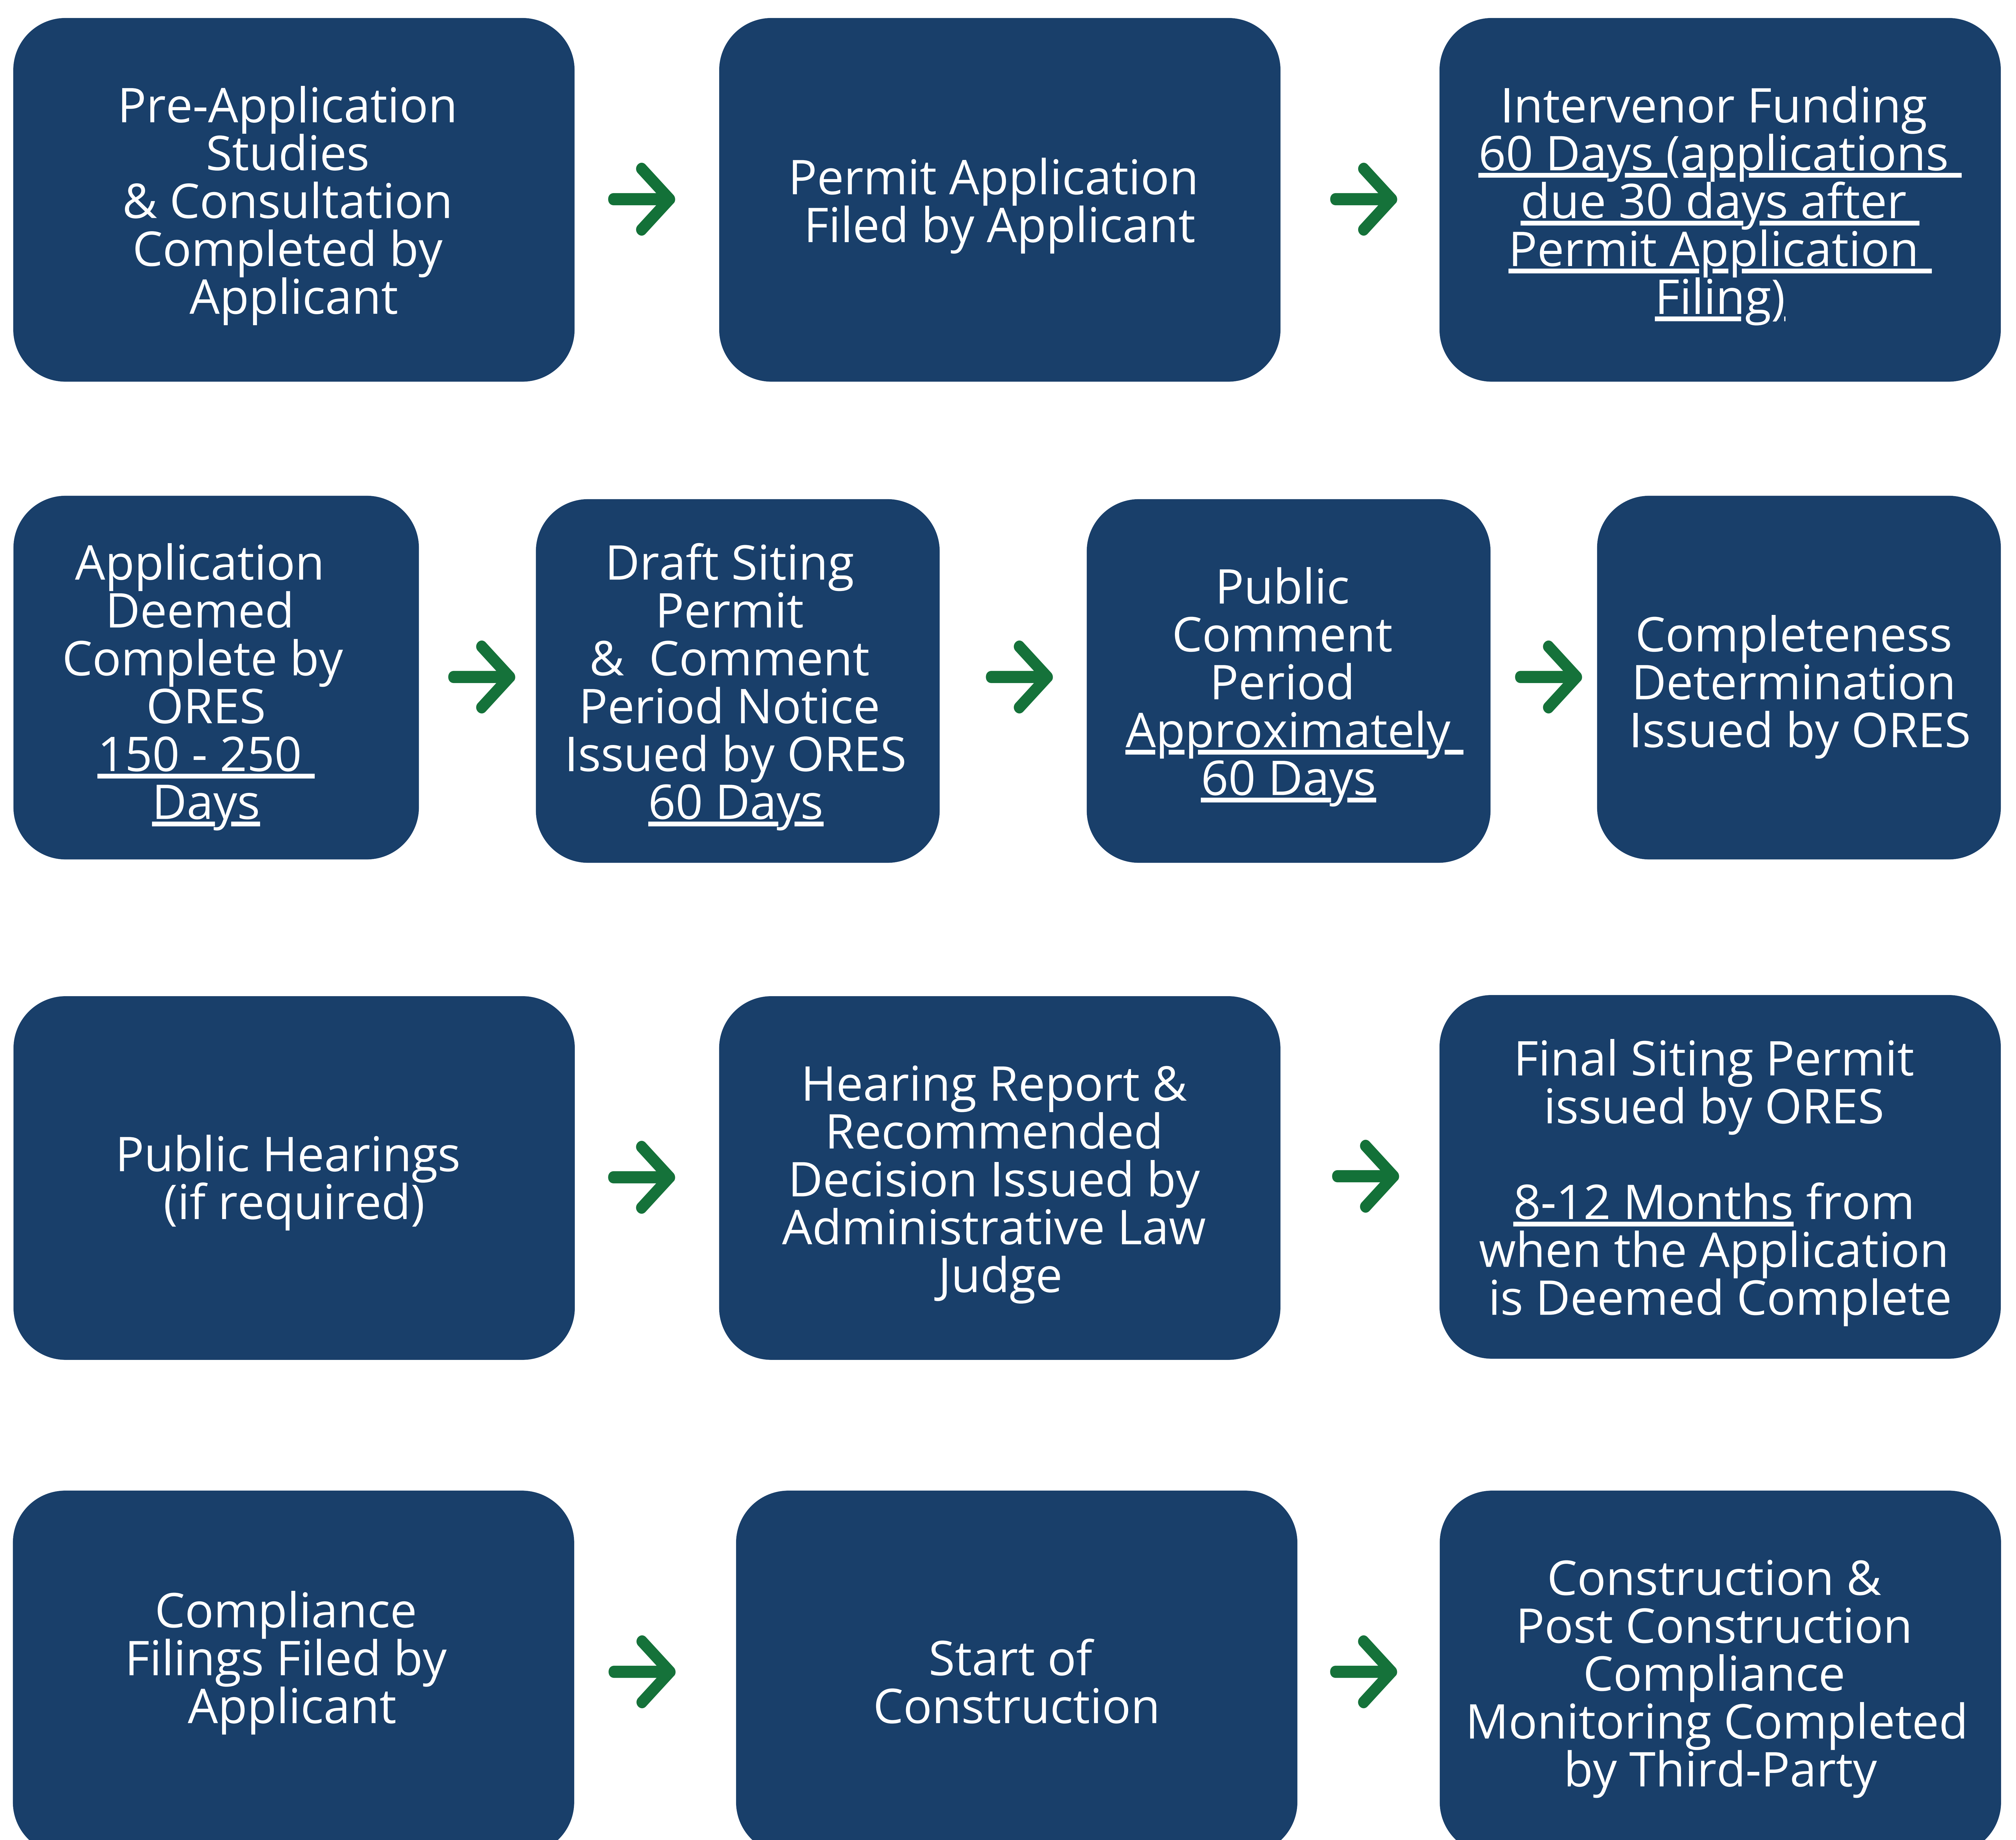 Pre-Application
Studies
& Consultation
Completed by
Applicant
Permit Application
Filed by Applicant
Intervenor Funding
60 Days (applications
due 30 days after
Permit Application
Filing)
Application
Deemed
Complete by
ORES
150 - 250
Days
Draft Siting
Permit
& Comment
Period Notice
Issued by ORES
60 Days
Public
Comment
Period
Approximately
60 Days
Completeness
Determination
Issued by ORES
Public Hearings
(if required)
Hearing Report &
Recommended
Decision Issued by
Administrative Law
Judge
Final Siting Permit
issued by ORES
8-12 Months from
when the Application
is Deemed Complete
Compliance
Filings Filed by
Applicant
Start of
Construction
Construction &
Post Construction
Compliance
Monitoring Completed
by Third-Party